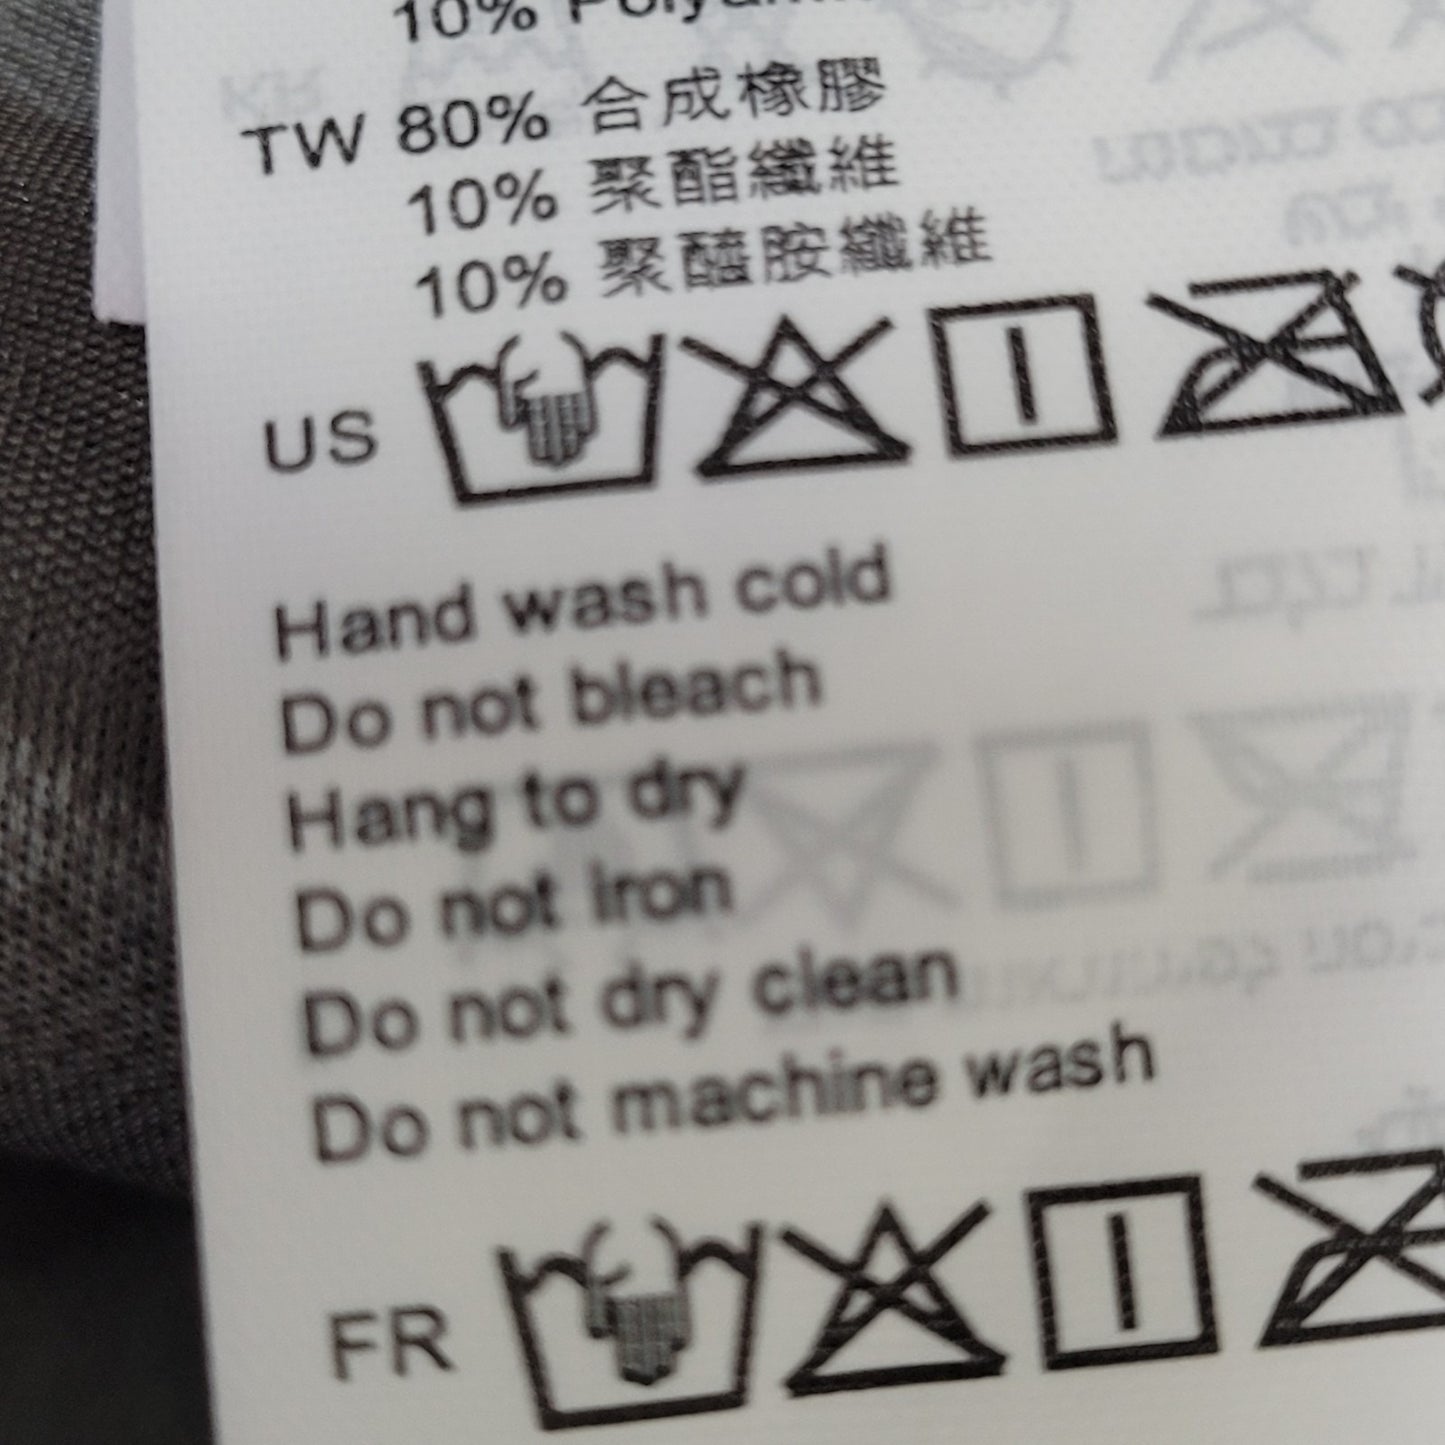 10% Polyamide
TW 80% 合成橡膠
10% 聚酯纖維
10% 聚醯胺纖維
US
Hand wash cold
Do not bleach
Hang to dry
Do not iron
Do not dry clean
Do not machine wash
FR